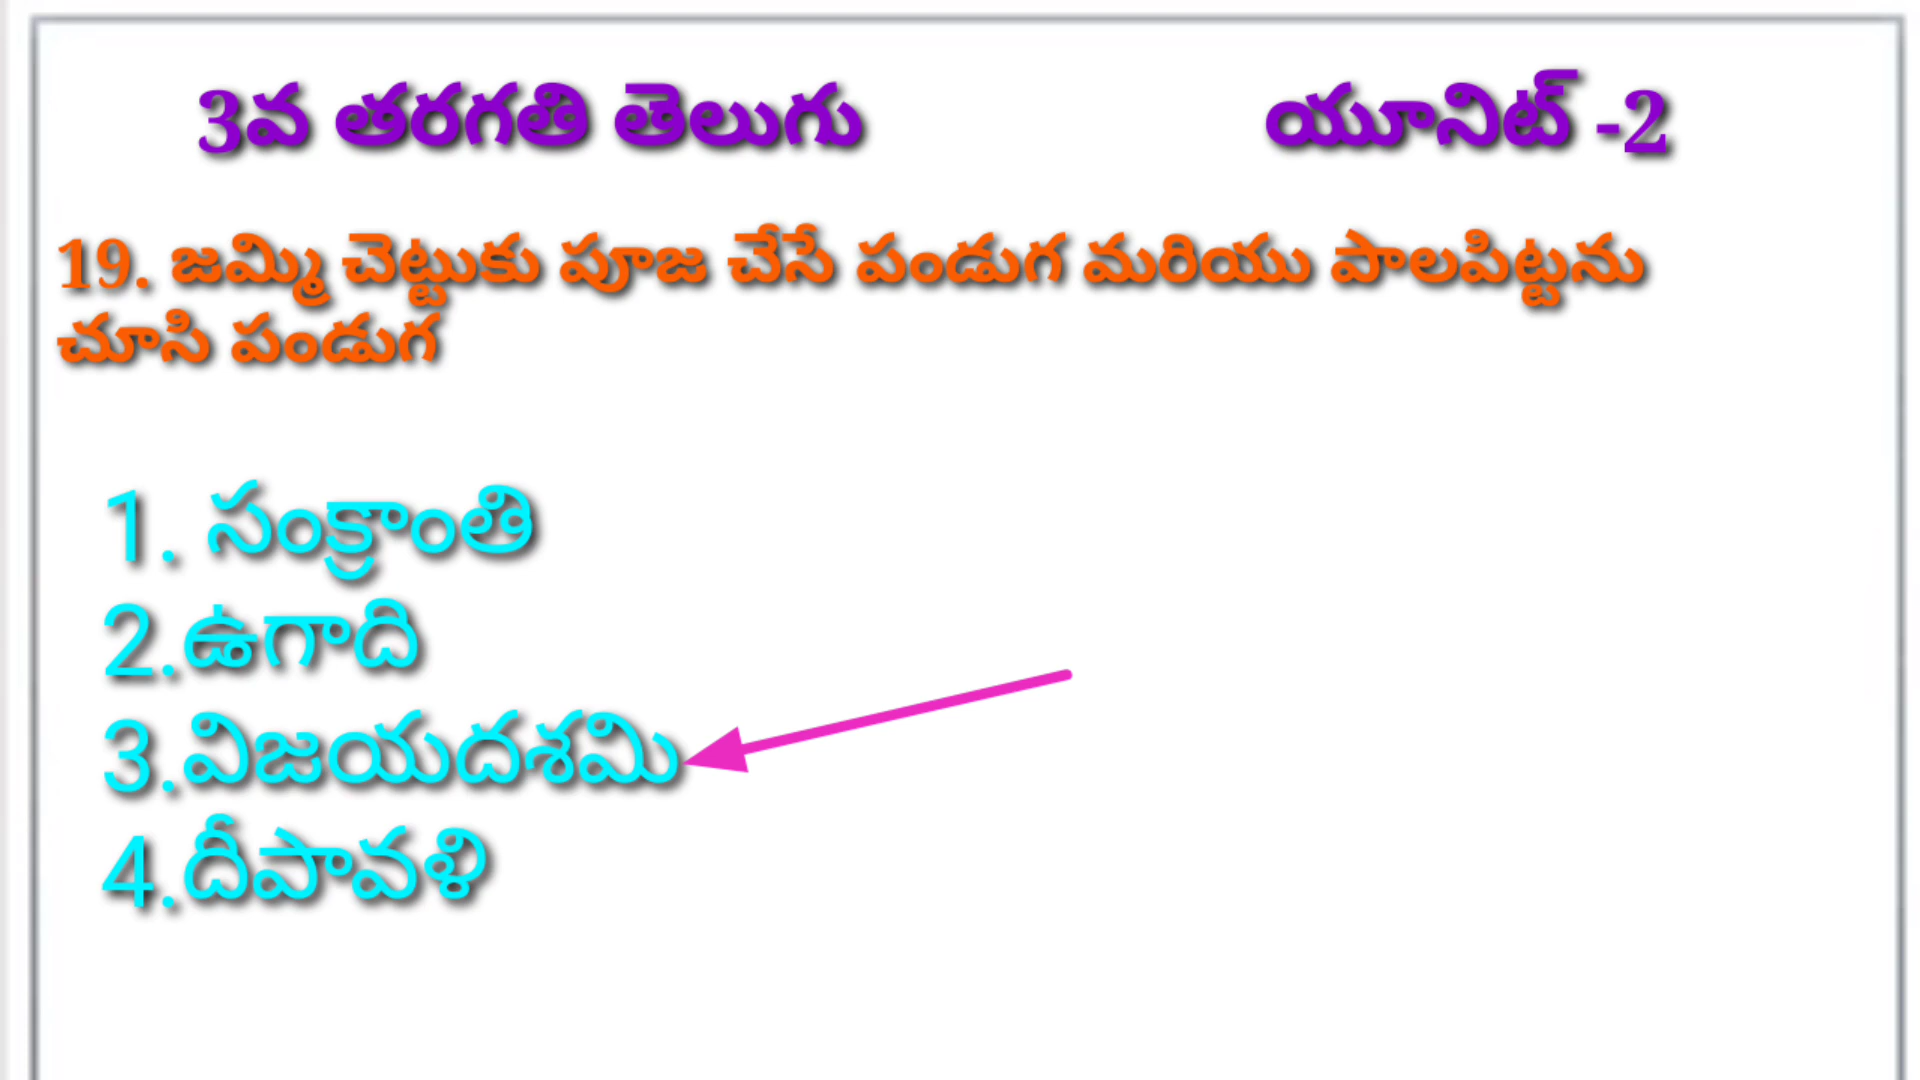 3వ తరగతి తెలుగు యూనిట్ -2
19. జమ్మి చెట్టుకు పూజ చేసే పండుగ మరియు పాలపిట్టను
చూసి పండుగ
1. సంక్రాంతి
2.ఉగాది
3.విజయదశమి
4.దీపావళి